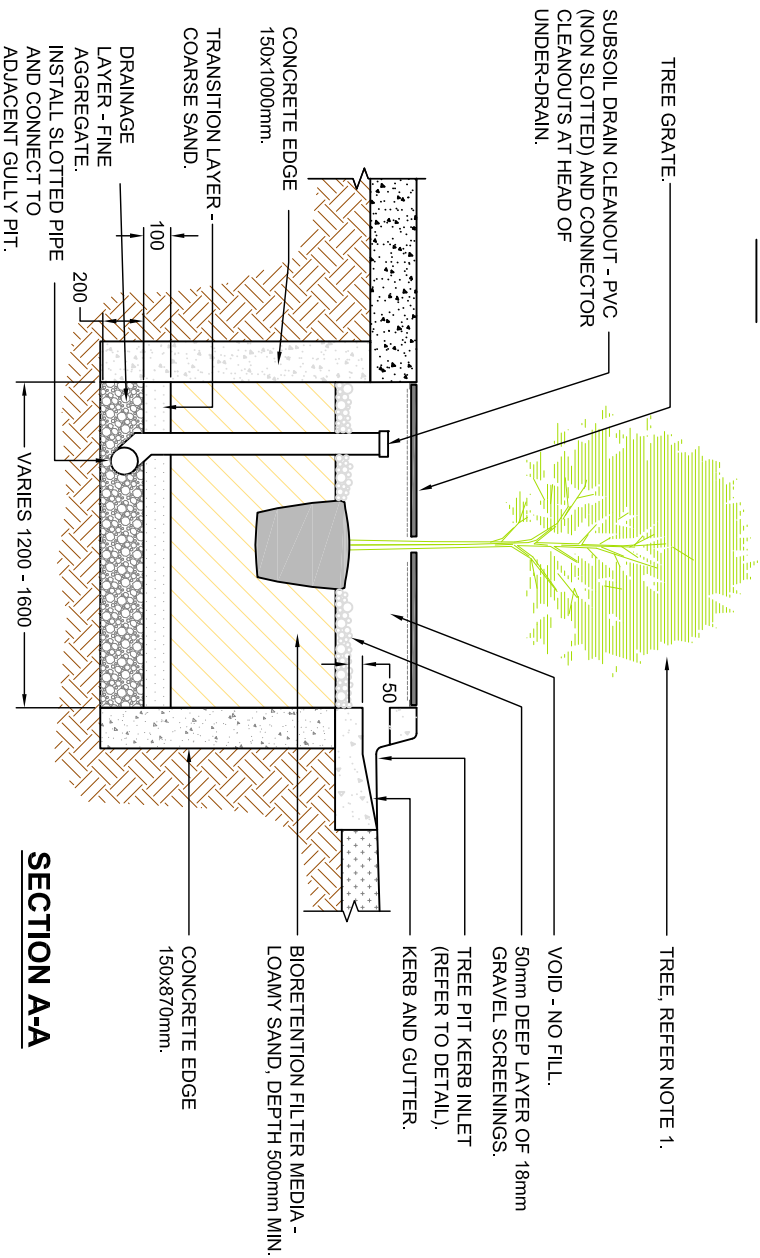 TREE GRATE.
SUBSOIL DRAIN CLEANOUT - PVC
(NON SLOTTED) AND CONNECTOR
CLEANOUTS AT HEAD OF
UNDER-DRAIN.
CONCRETE EDGE
150x1000mm.
TRANSITION LAYER -
COARSE SAND.
DRAINAGE
LAYER - FINE
AGGREGATE.
INSTALL SLOTTED PIPE
AND CONNECT TO
ADJACENT GULLY PIT.
100
200
VARIES 1200 - 1600
50
TREE, REFER NOTE 1.
VOID - NO FILL.
50mm DEEP LAYER OF 18mm
GRAVEL SCREENINGS.
TREE PIT KERB INLET
(REFER TO DETAIL).
KERB AND GUTTER.
BIORETENTION FILTER MEDIA -
LOAMY SAND, DEPTH 500mm MIN.
CONCRETE EDGE
150x870mm.
SECTION A-A